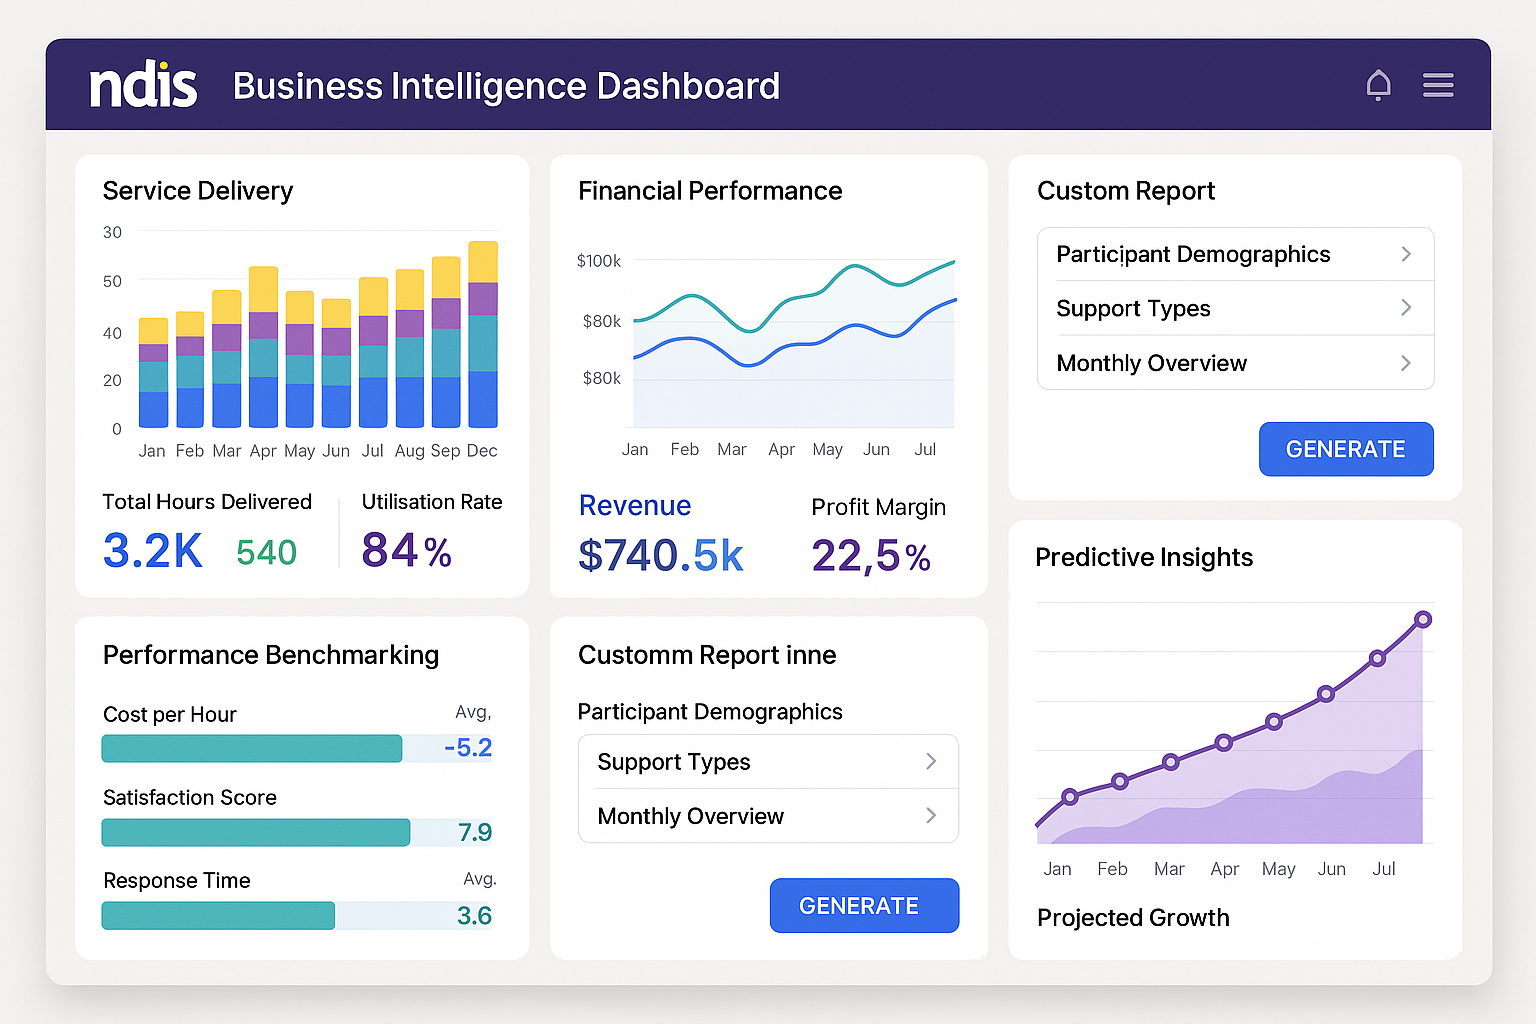 ndis Business Intelligence Dashboard
Service Delivery
30
50
40
20
0
Jan Feb Mar Apr May Jun Jul Aug Sep Dec
Total Hours Delivered
3.2K 540
Utilisation Rate
84%
Financial Performance
$100k
$80k
$80k
Jan Feb Mar Apr May Jun Jul
Revenue
$740.5k
Profit Margin
22,5%
Custom Report
Participant Demographics
Support Types
Monthly Overview
GENERATE
Performance Benchmarking
Cost per Hour Avg,
-5.2
Satisfaction Score
7.9
Response Time Avg.
3.6
Customm Report inne
Participant Demographics
Support Types
Monthly Overview
GENERATE
Predictive Insights
Jan Feb Mar Apr May Jun Jul
Projected Growth